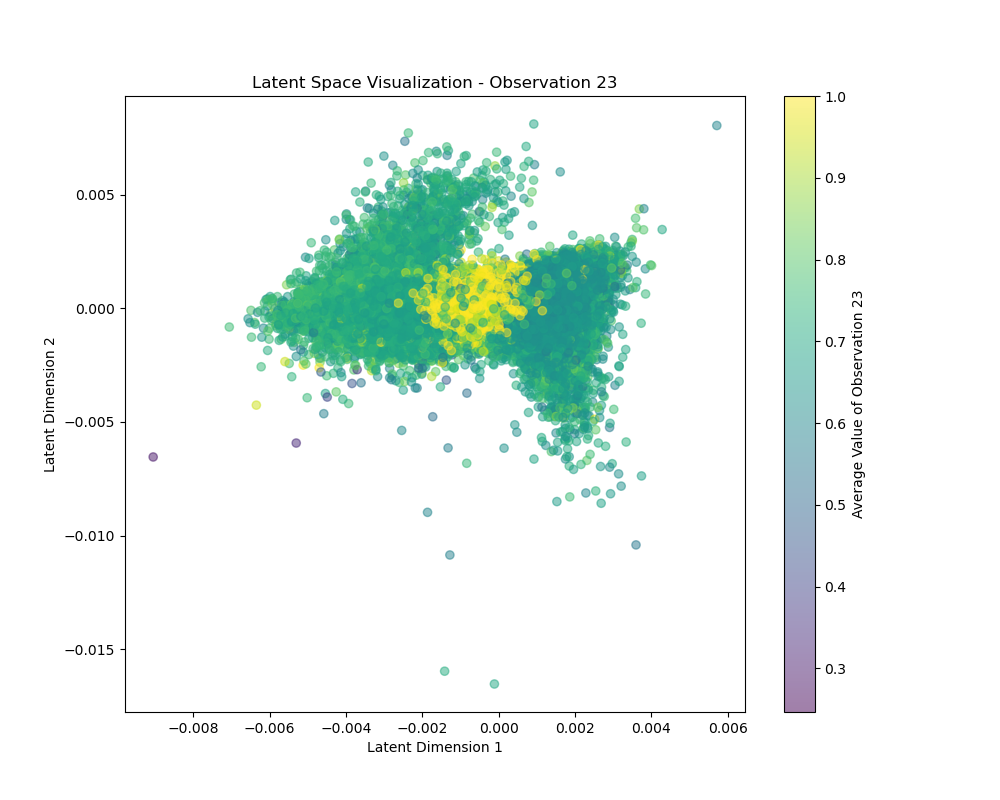 Latent Space Visualization - Observation 23
1.0
0.9
0.8
0.7
0.6
0.5
0.4
0.3
Average Value of Observation 23
0.005
0.000
−0.005
−0.010
−0.015
Latent Dimension 2
−0.008 −0.006 −0.004 −0.002 0.000 0.002 0.004 0.006
Latent Dimension 1